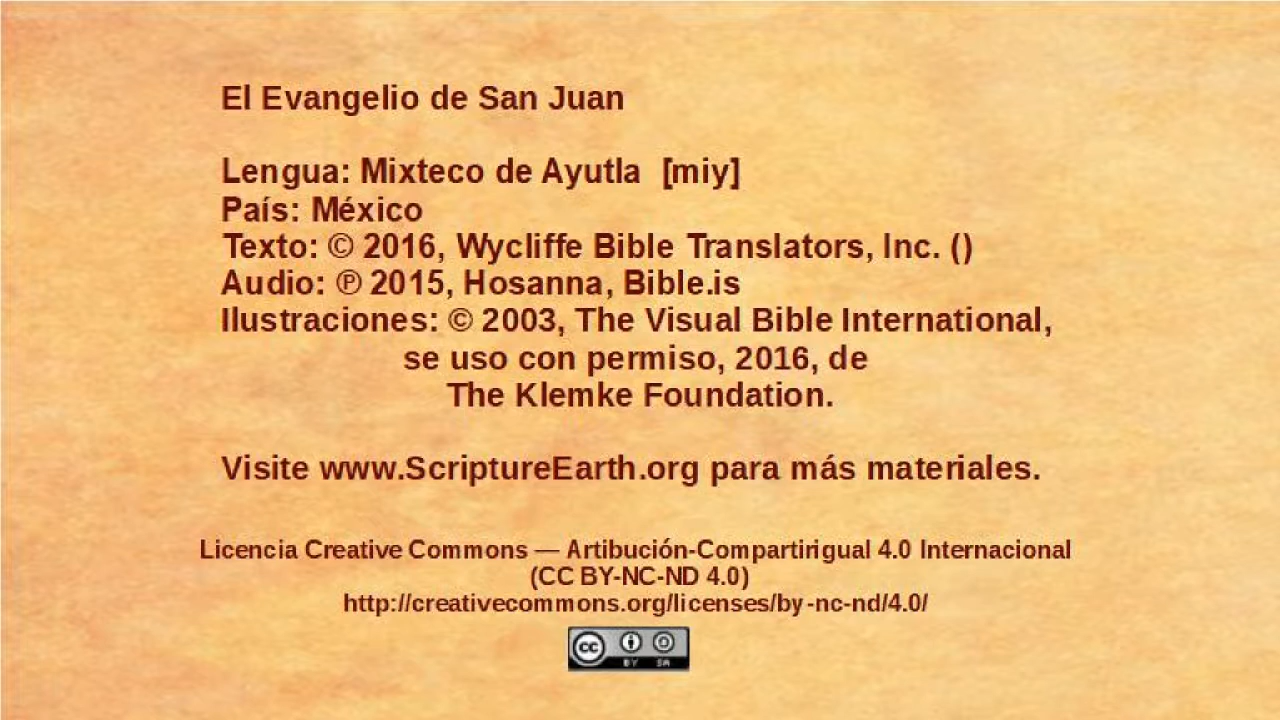 El Evangelio de San Juan
Lengua: Mixteco de Ayutla [miy]
País: México
Texto: © 2016, Wycliffe Bible Translators, Inc. ()
Audio: ℗ 2015, Hosanna, Bible.is
Ilustraciones: © 2003, The Visual Bible International,
se uso con permiso, 2016, de
The Klemke Foundation.
Visite www.ScriptureEarth.org para más materiales.
Licencia Creative Commons — Artibución-Compartirigual 4.0 Internacional
(CC BY-NC-ND 4.0)
http://creativecommons.org/licenses/by-nc-nd/4.0/
cc BY SA